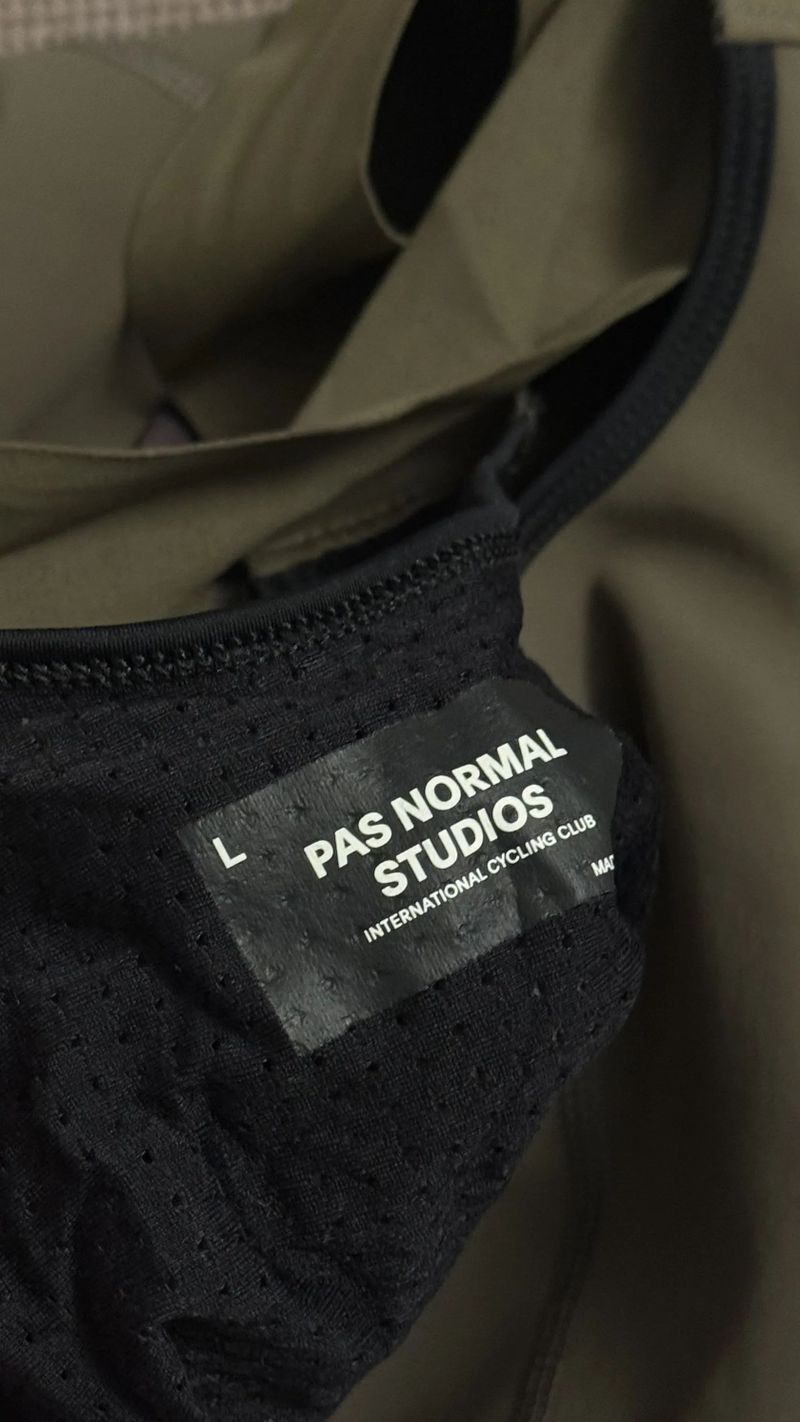 L
PAS NORMAL
STUDIOS
INTERNATIONAL CYCLING CLUB